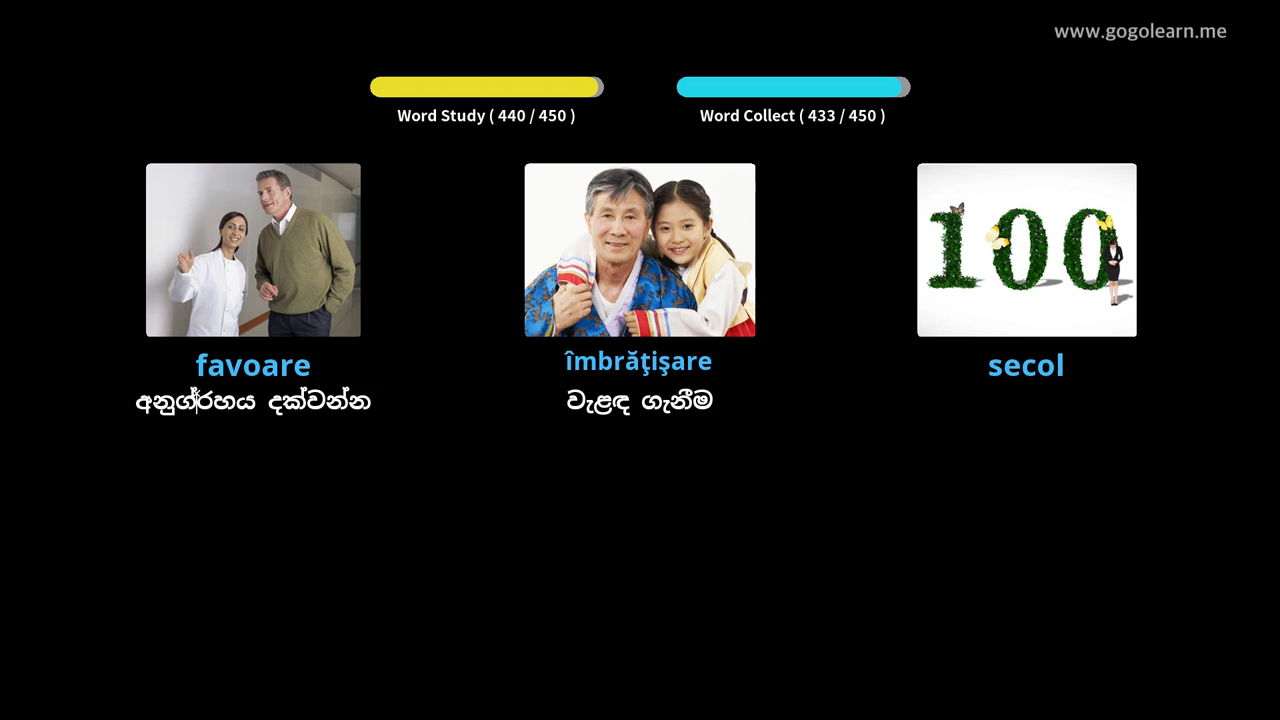 www.gogolearn.me
Word Study ( 440 / 450 )
Word Collect ( 433 / 450 )
favoare
îmbrăţişare
secol
අනුග්‍රහය දක්වන්න
වැළඳ ගැනීම